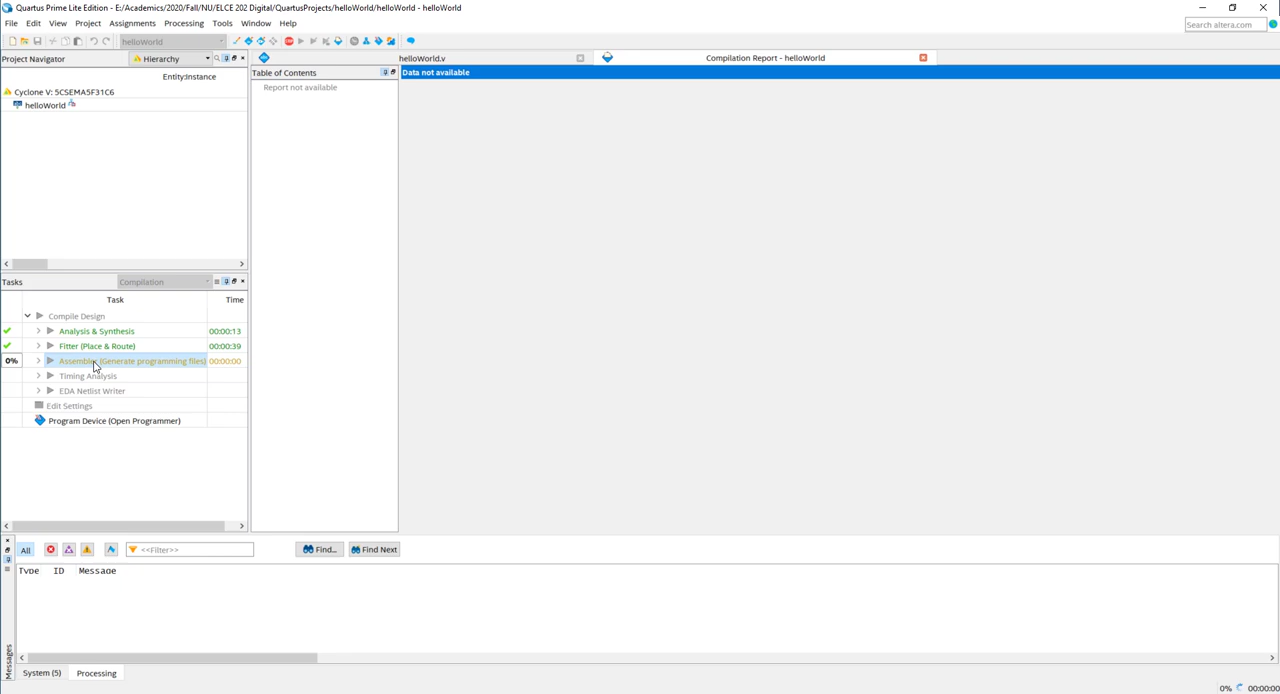 Quartus Prime Lite Edition - E:/Academics/2020/Fall/NU/ELCE 202 Digital/QuartusProjects/helloWorld/helloWorld - helloWorld
File Edit View Project Assignments Processing Tools Window Help
Search altera.com
helloWorld
Project Navigator
Hierarchy
helloWorld.v
Compilation Report - helloWorld
Entity:Instance
Cyclone V: 5CSEMA5F31C6
helloWorld
Table of Contents
Report not available
Data not available
Tasks
Compilation
Task Time
Compile Design
Analysis & Synthesis 00:00:13
Fitter (Place & Route) 00:00:39
0% Assembler (Generate programming files) 00:00:00
Timing Analysis
EDA Netlist Writer
Edit Settings
Program Device (Open Programmer)
All
<<Filter>>
Find...
Find Next
Type ID Message
Messages
System (5) Processing
0% 00:00:00